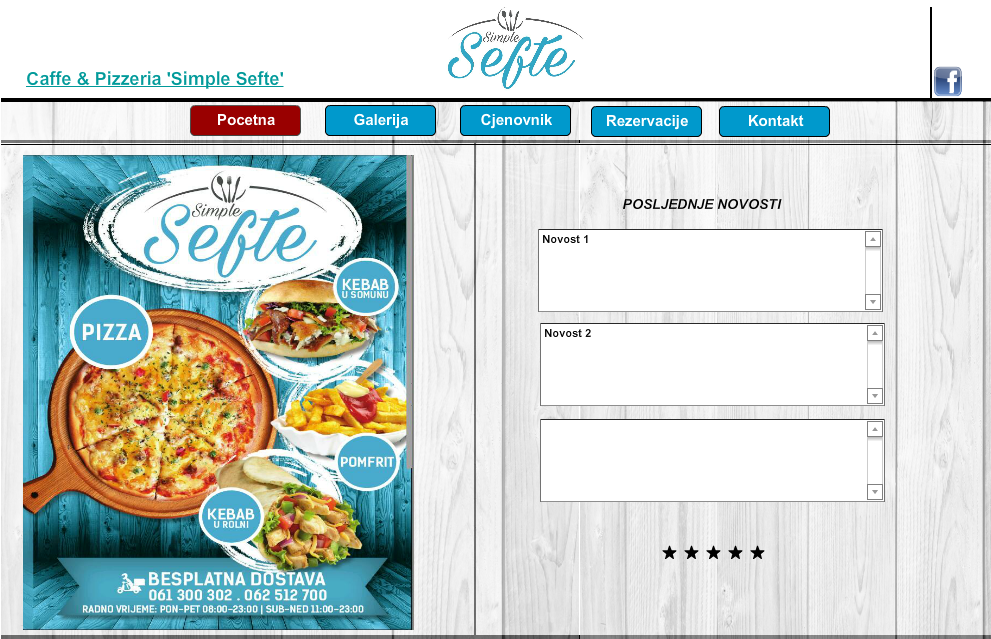 Simple
Sefte
Caffe & Pizzeria 'Simple Sefte'
f
Pocetna
Galerija
Cjenovnik
Rezervacije
Kontakt
Simple
Sefte
KEBAB
U SOMUNU
PIZZA
POMFRIT
KEBAB
U ROLNI
BESPLATNA DOSTAVA
061 300 302 . 062 512 700
RADNO VRIJEME: PON-PET 08:00-23:00 | SUB-NED 11:00-23:00
POSLJEDNJE NOVOSTI
Novost 1
Novost 2